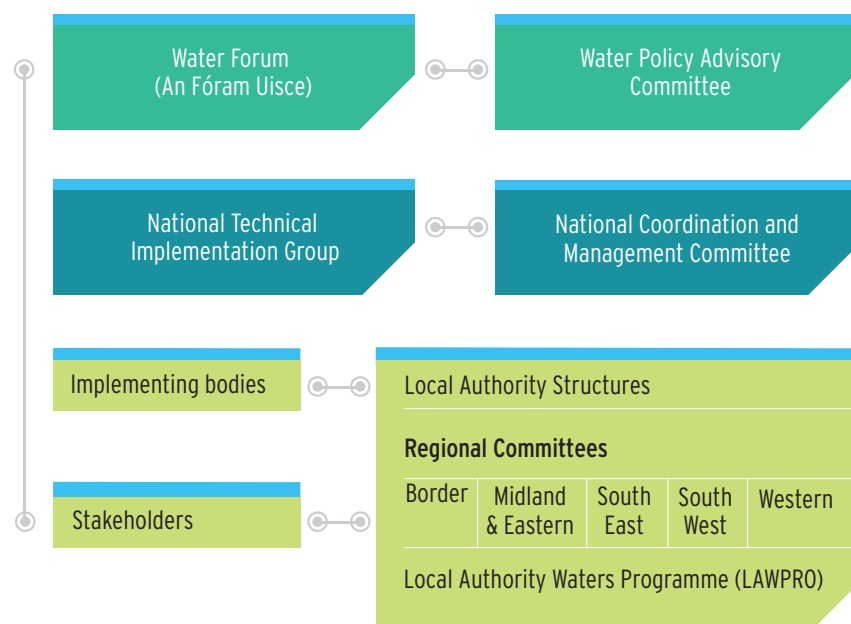 Water Forum
(An Fóram Uisce)
Water Policy Advisory
Committee
National Technical
Implementation Group
National Coordination and
Management Committee
Implementing bodies
Local Authority Structures
Regional Committees
Border
Midland
& Eastern
South
East
South
West
Western
Stakeholders
Local Authority Waters Programme (LAWPRO)